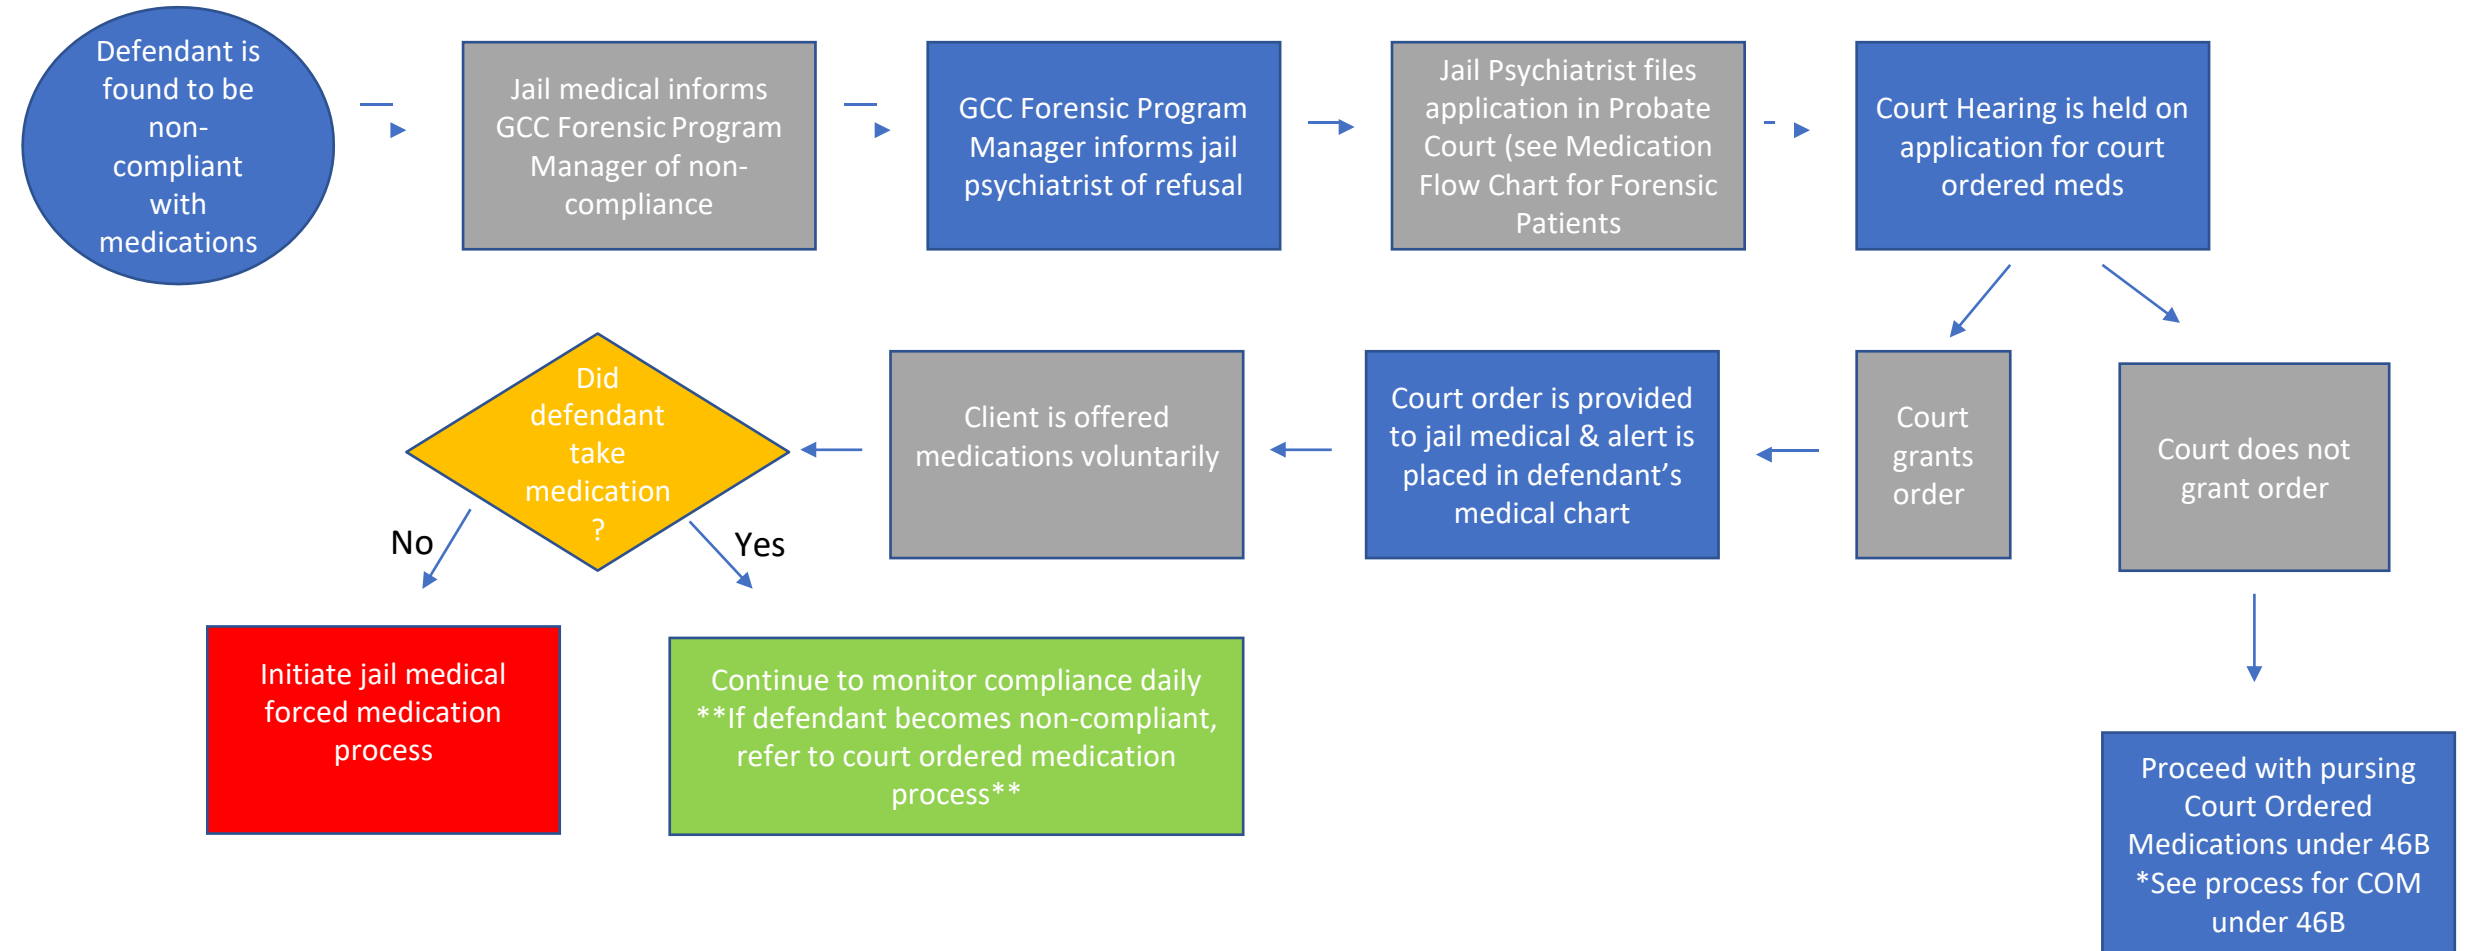 Defendant is
found to be
non-
compliant
with
medications
Jail medical informs
GCC Forensic Program
Manager of non-
compliance
GCC Forensic Program
Manager informs jail
psychiatrist of refusal
Jail Psychiatrist files
application in Probate
Court (see Medication
Flow Chart for Forensic
Patients
Court Hearing is held on
application for court
ordered meds
Did
defendant
take
medication
?
Client is offered
medications voluntarily
Court order is provided
to jail medical & alert is
placed in defendant’s
medical chart
Court
grants
order
Court does not
grant order
No
Yes
Initiate jail medical
forced medication
process
Continue to monitor compliance daily
**If defendant becomes non-compliant,
refer to court ordered medication
process**
Proceed with pursing
Court Ordered
Medications under 46B
*See process for COM
under 46B